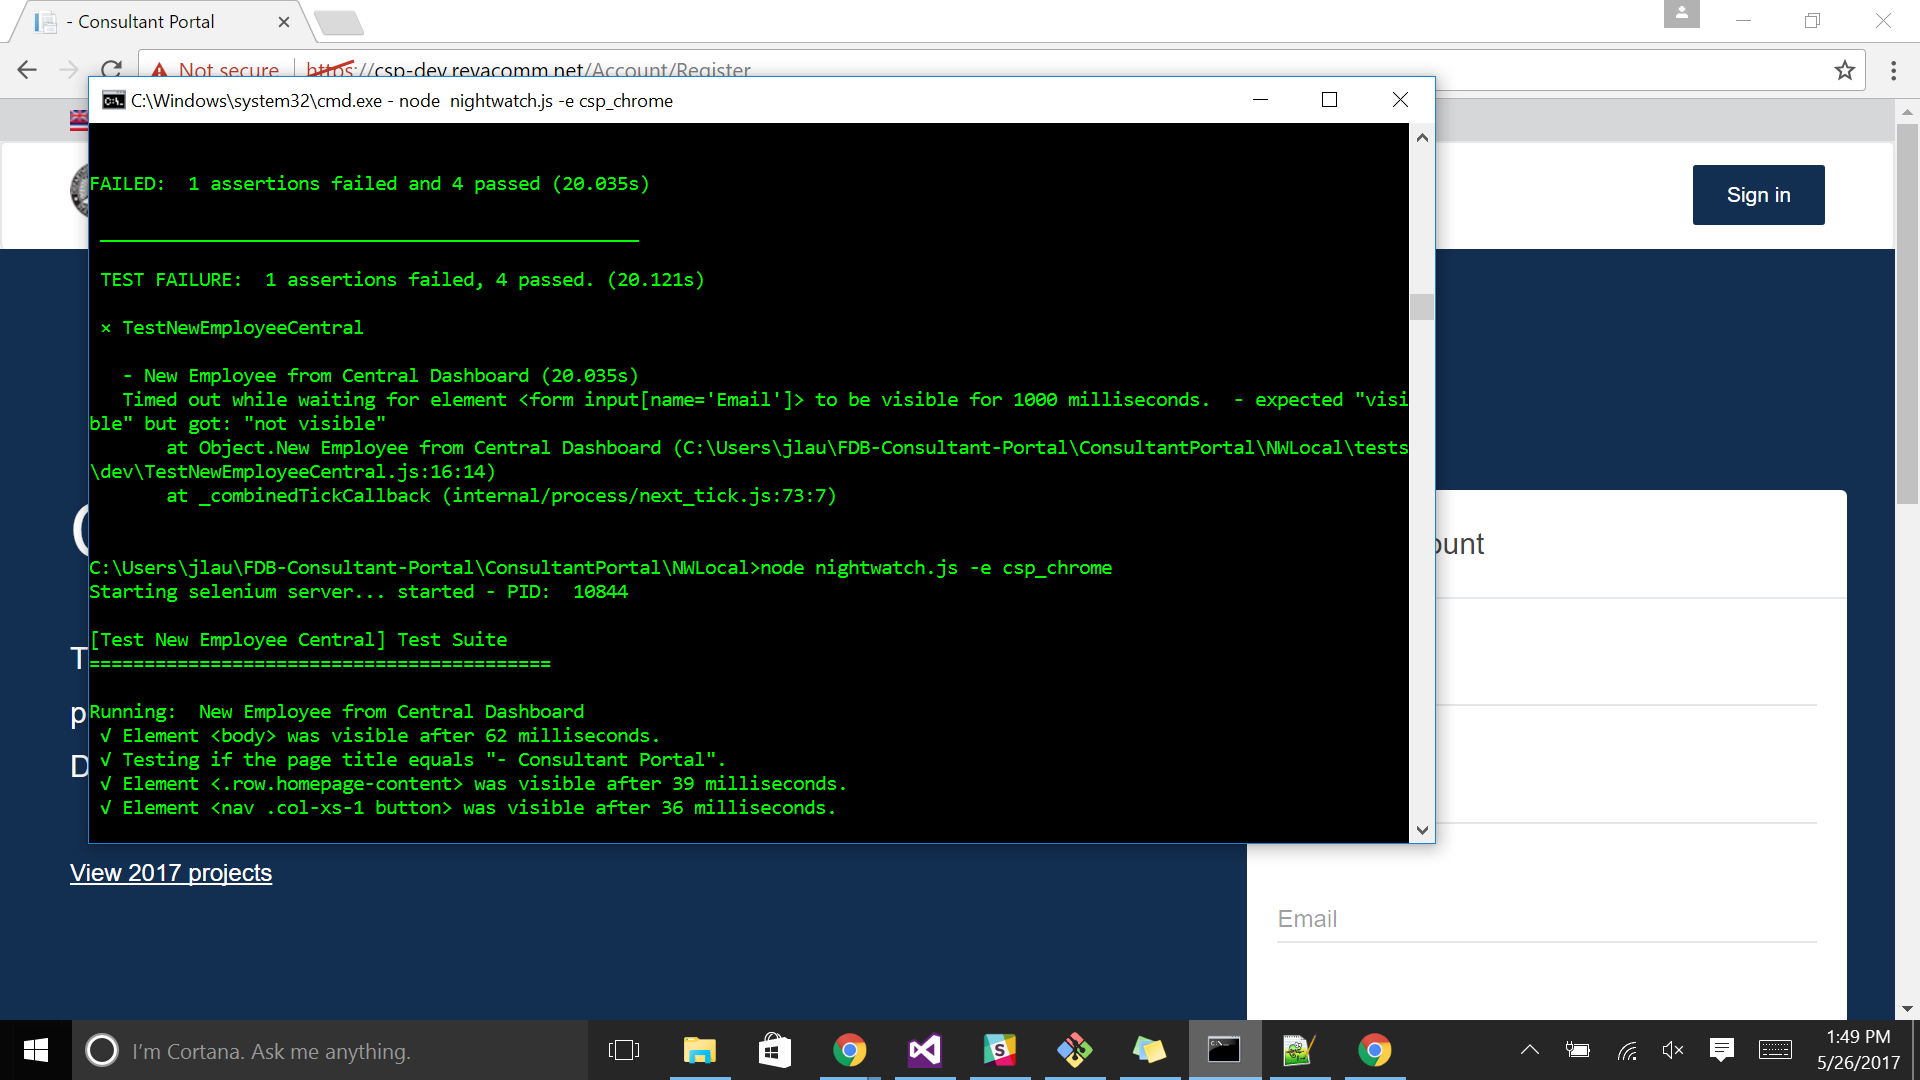 - Consultant Portal
Not secure https://csp-dev.revacomm.net/Account/Register
C:\Windows\system32\cmd.exe - node  nightwatch.js -e csp_chrome
Sign in
FAILED:  1 assertions failed and 4 passed (20.035s)
_________________________________________________
TEST FAILURE:  1 assertions failed, 4 passed. (20.121s)
× TestNewEmployeeCentral
- New Employee from Central Dashboard (20.035s)
Timed out while waiting for element <form input[name='Email']> to be visible for 1000 milliseconds.  - expected "visi
ble" but got: "not visible"
at Object.New Employee from Central Dashboard (C:\Users\jlau\FDB-Consultant-Portal\ConsultantPortal\NWLocal\tests
\dev\TestNewEmployeeCentral.js:16:14)
at _combinedTickCallback (internal/process/next_tick.js:73:7)
C:\Users\jlau\FDB-Consultant-Portal\ConsultantPortal\NWLocal>node nightwatch.js -e csp_chrome
Starting selenium server... started - PID:  10844
[Test New Employee Central] Test Suite
==========================================
Running:  New Employee from Central Dashboard
√ Element <body> was visible after 62 milliseconds.
√ Testing if the page title equals "- Consultant Portal".
√ Element <.row.homepage-content> was visible after 39 milliseconds.
√ Element <nav .col-xs-1 button> was visible after 36 milliseconds.
ount
T
p
D
View 2017 projects
Email
I'm Cortana. Ask me anything.
1:49 PM
5/26/2017